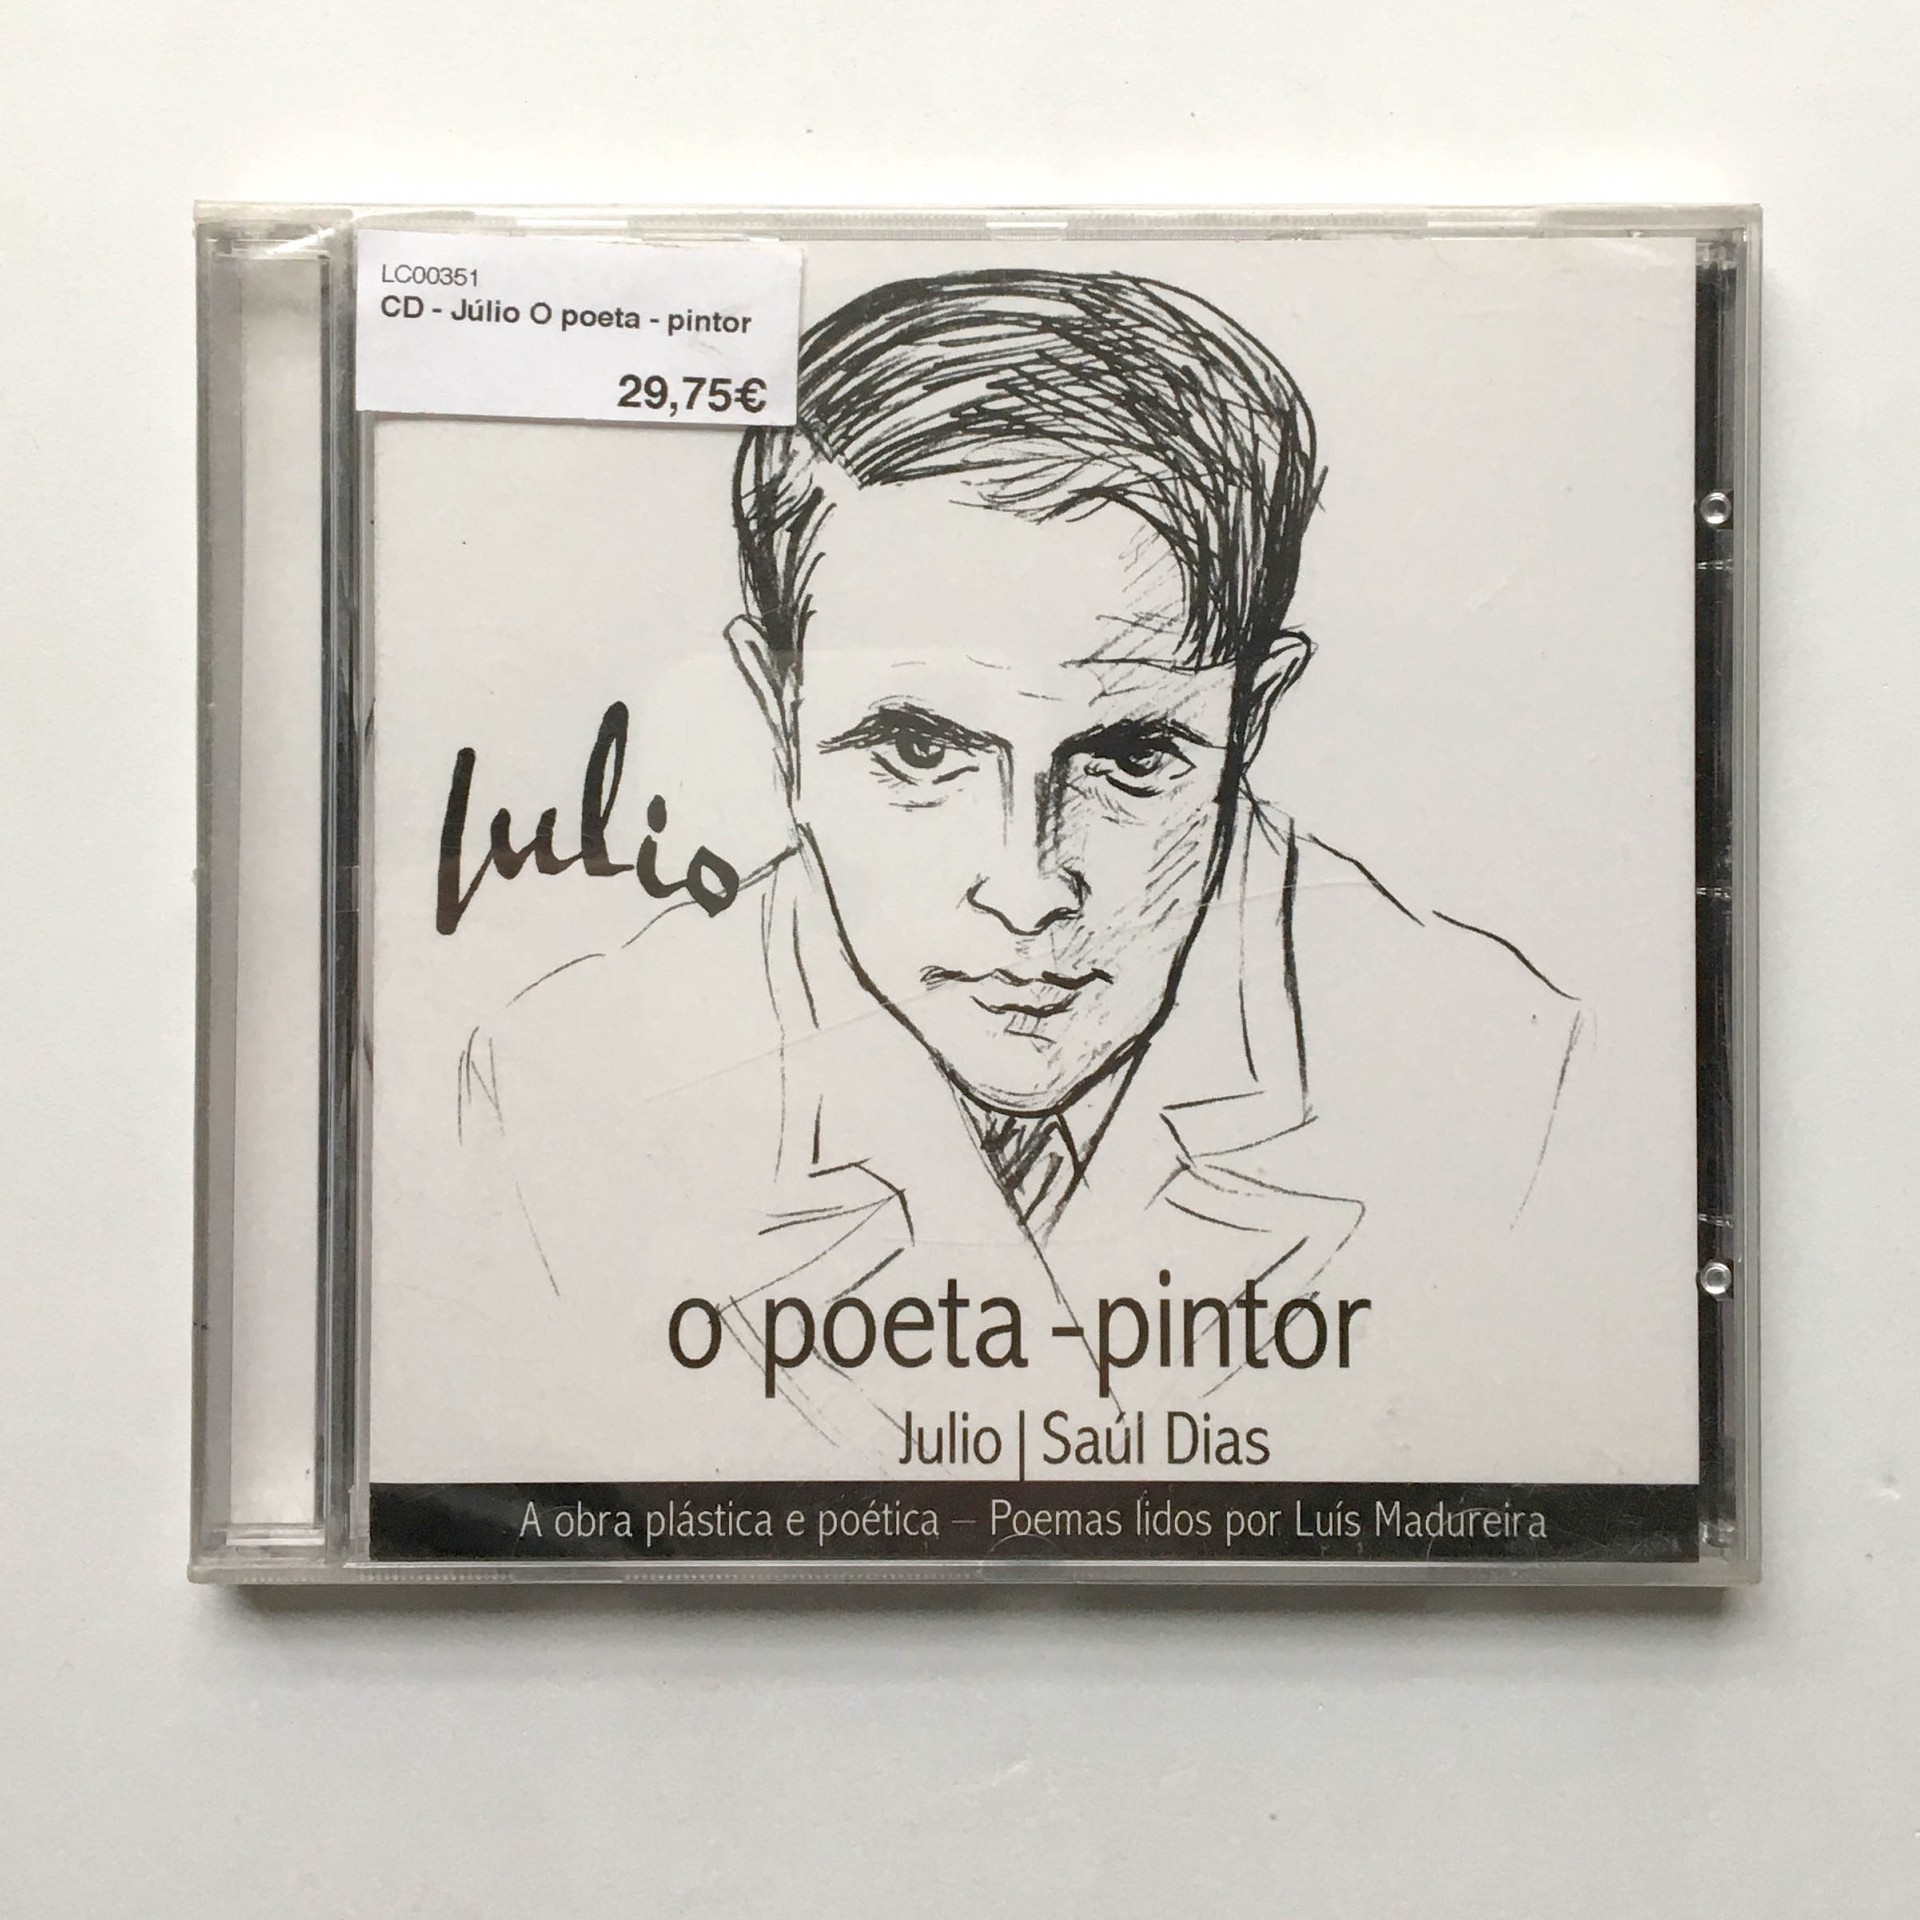 LC00351
CD - Júlio O poeta - pintor
29,75€
Julio
o poeta -pintor
Julio | Saúl Dias
A obra plástica e poética – Poemas lidos por Luís Madureira